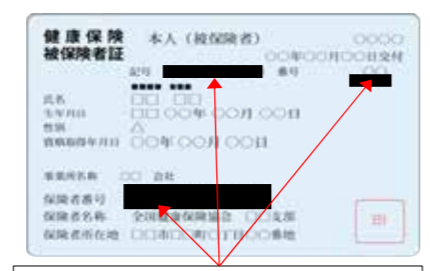 健康保険 本人（被保険者） ○○○○
被保険者証 ○○年○○月○○日交付
記号 番号 ○○
氏名 □□ □□
生年月日 □□ ○○年 ○○月 ○○日
性別 △
資格取得年月日 ○○年 ○○月 ○○日
事業所名称 □□ 会社
保険者番号
保険者名称 全国健康保険協会 □□支部
保険者所在地 □□市□□町□丁目○○番地
印